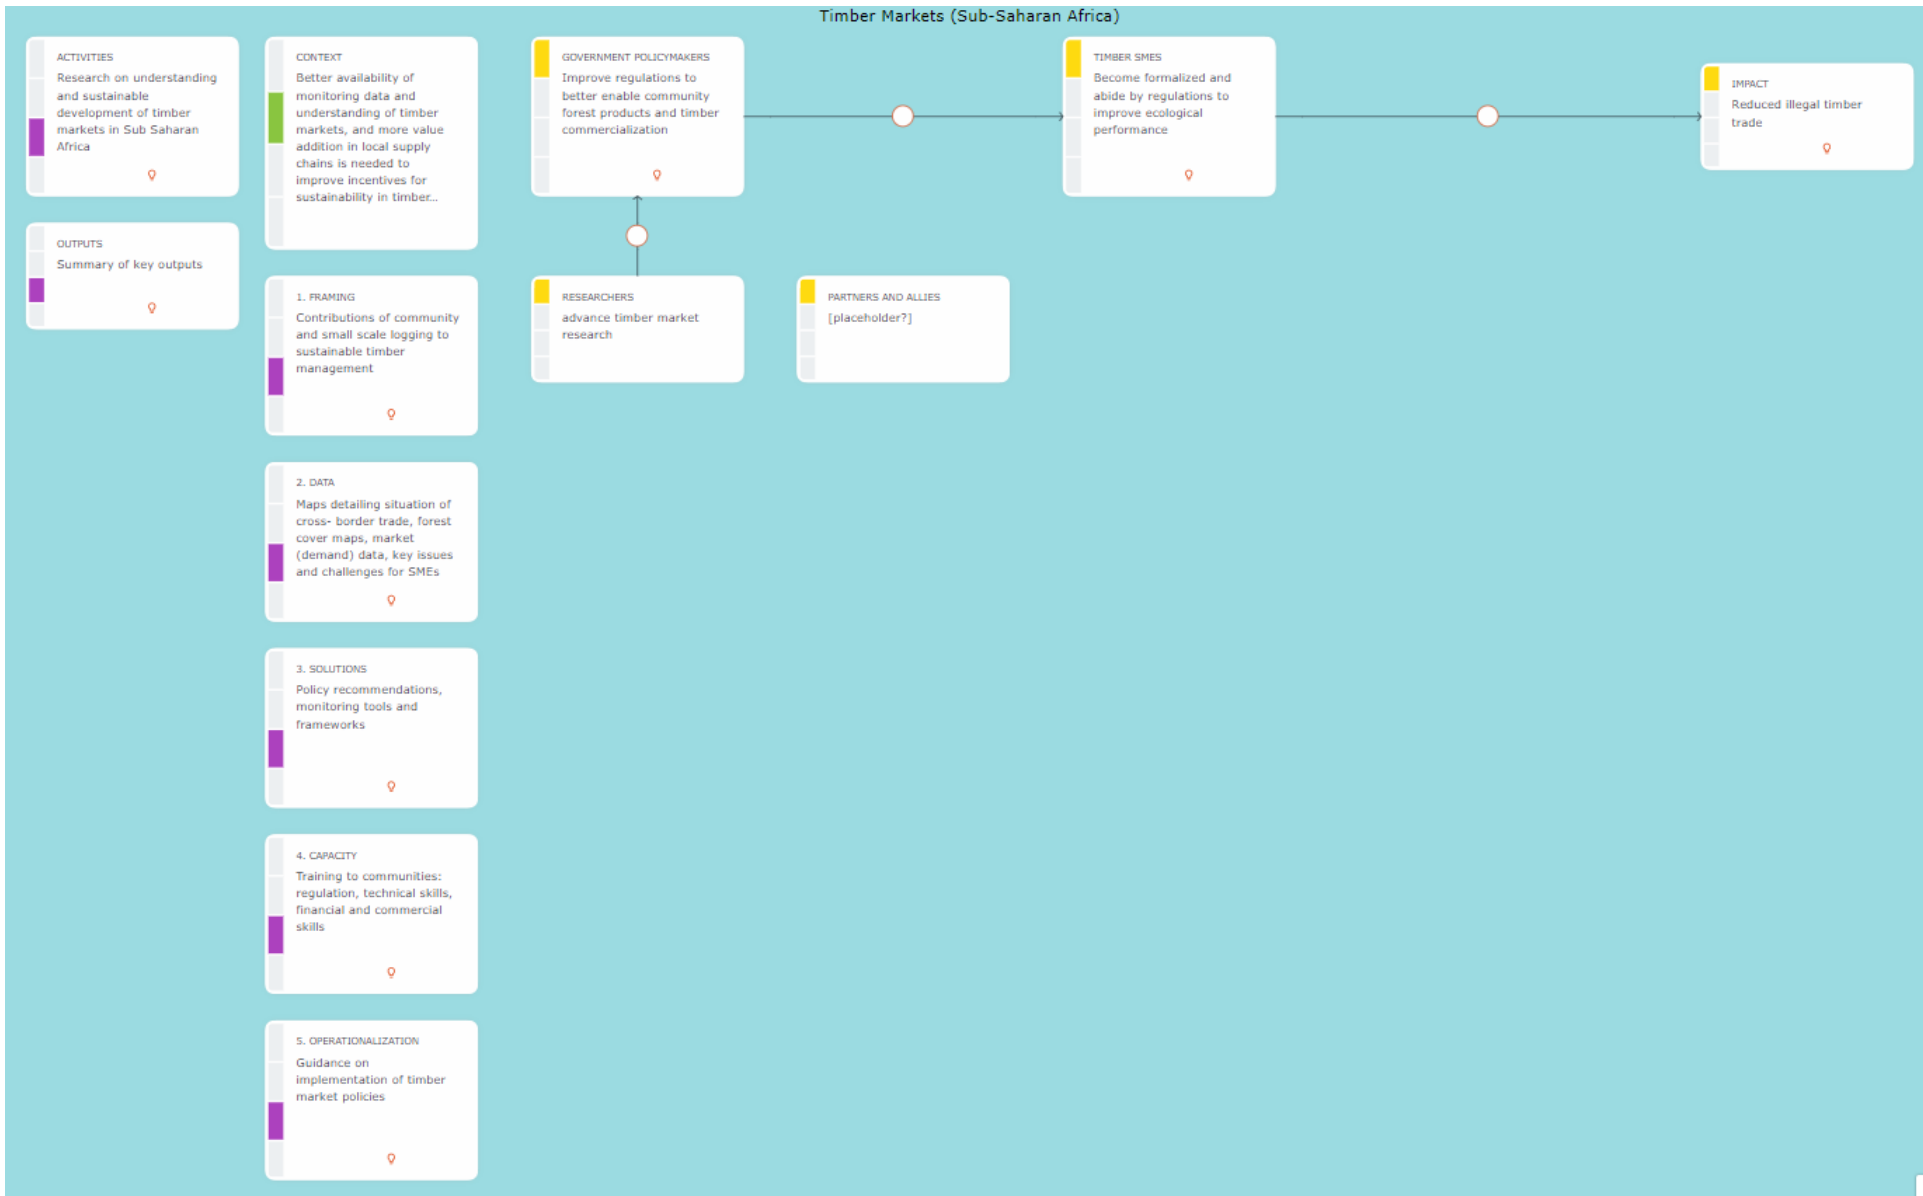 Timber Markets (Sub-Saharan Africa)
ACTIVITIES
Research on understanding
and sustainable
development of timber
markets in Sub Saharan
Africa
OUTPUTS
Summary of key outputs
CONTEXT
Better availability of
monitoring data and
understanding of timber
markets, and more value
addition in local supply
chains is needed to
improve incentives for
sustainability in timber...
1. FRAMING
Contributions of community
and small scale logging to
sustainable timber
management
2. DATA
Maps detailing situation of
cross- border trade, forest
cover maps, market
(demand) data, key issues
and challenges for SMEs
3. SOLUTIONS
Policy recommendations,
monitoring tools and
frameworks
4. CAPACITY
Training to communities:
regulation, technical skills,
financial and commercial
skills
5. OPERATIONALIZATION
Guidance on
implementation of timber
market policies
GOVERNMENT POLICYMAKERS
Improve regulations to
better enable community
forest products and timber
commercialization
RESEARCHERS
advance timber market
research
PARTNERS AND ALLIES
[placeholder?]
TIMBER SMES
Become formalized and
abide by regulations to
improve ecological
performance
IMPACT
Reduced illegal timber
trade